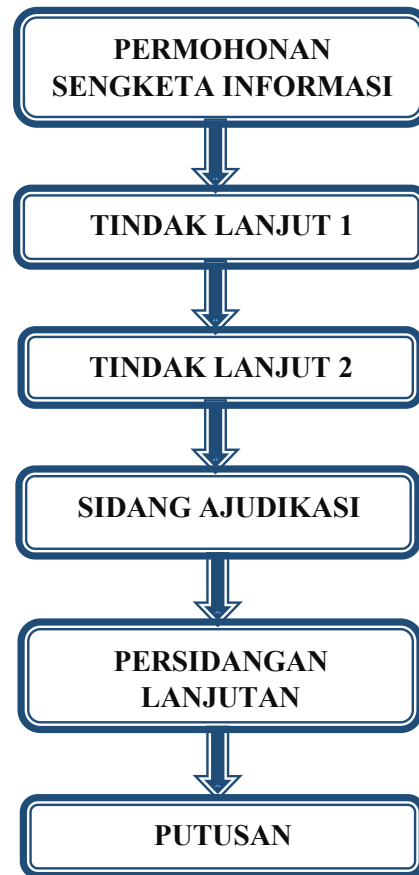 PERMOHONAN
SENGKETA INFORMASI
TINDAK LANJUT 1
TINDAK LANJUT 2
SIDANG AJUDIKASI
PERSIDANGAN
LANJUTAN
PUTUSAN